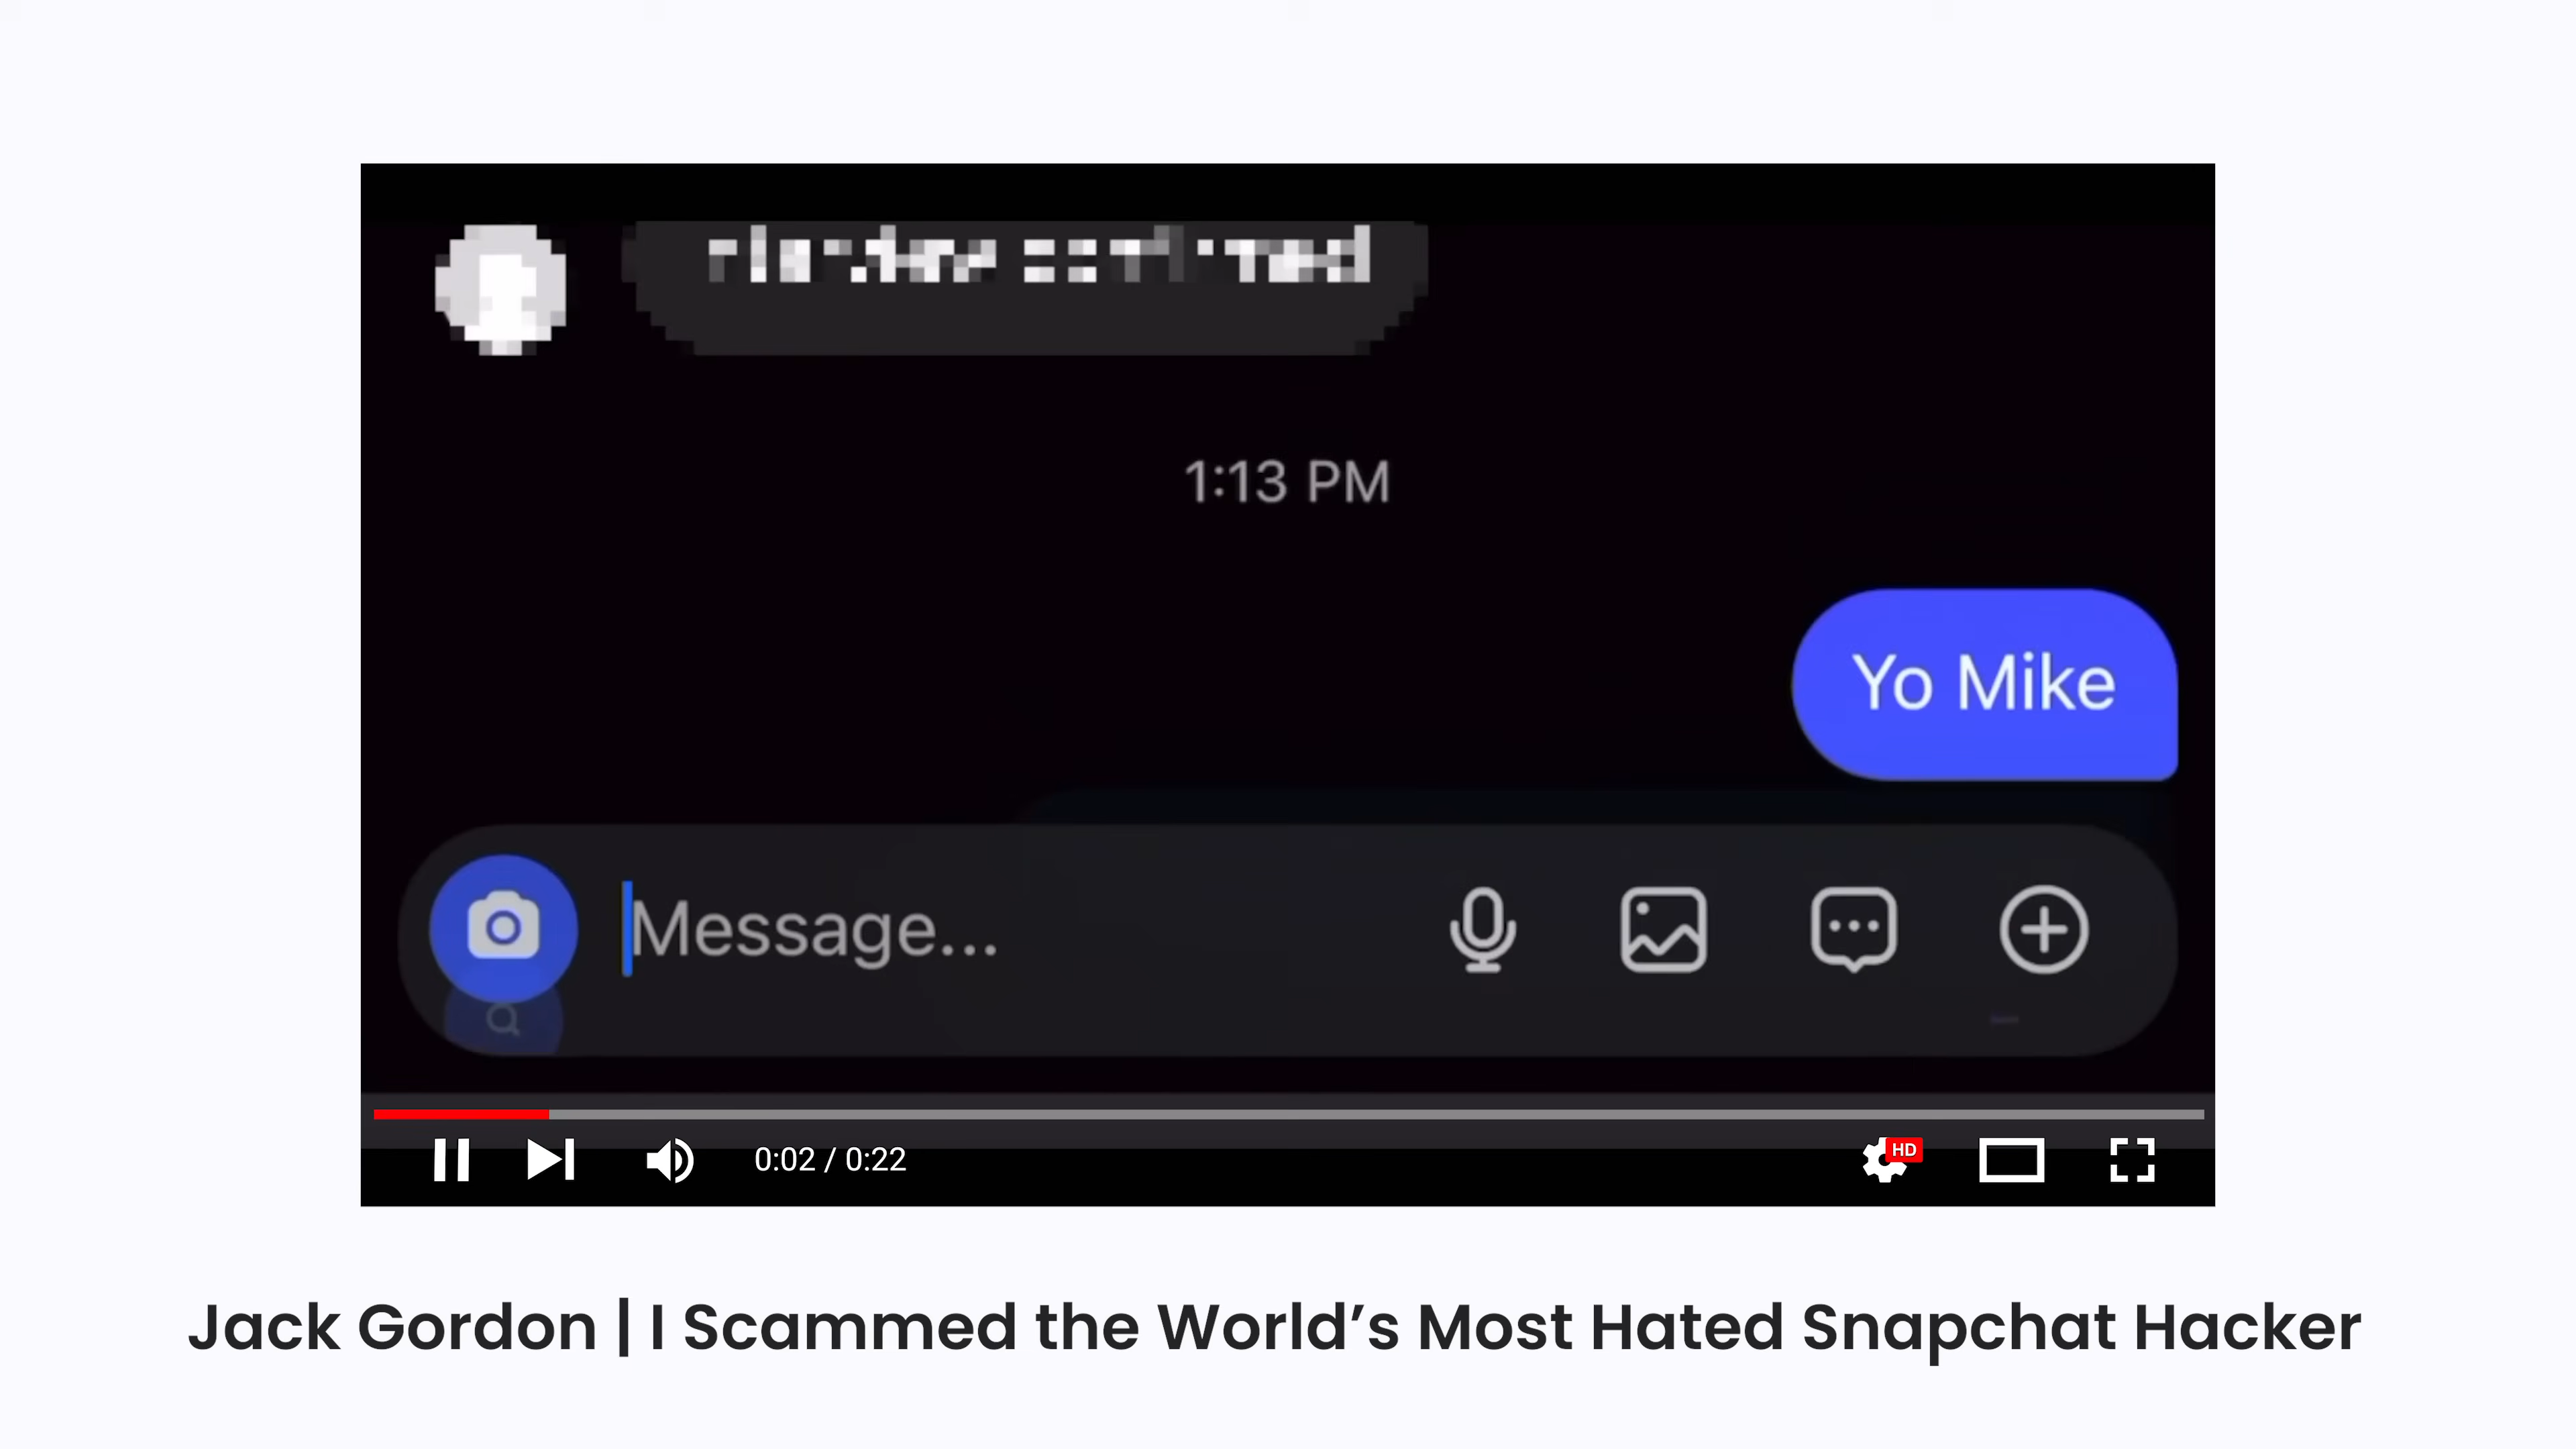 1:13 PM
Yo Mike
Message...
0:02 / 0:22
HD
Jack Gordon | I Scammed the World’s Most Hated Snapchat Hacker